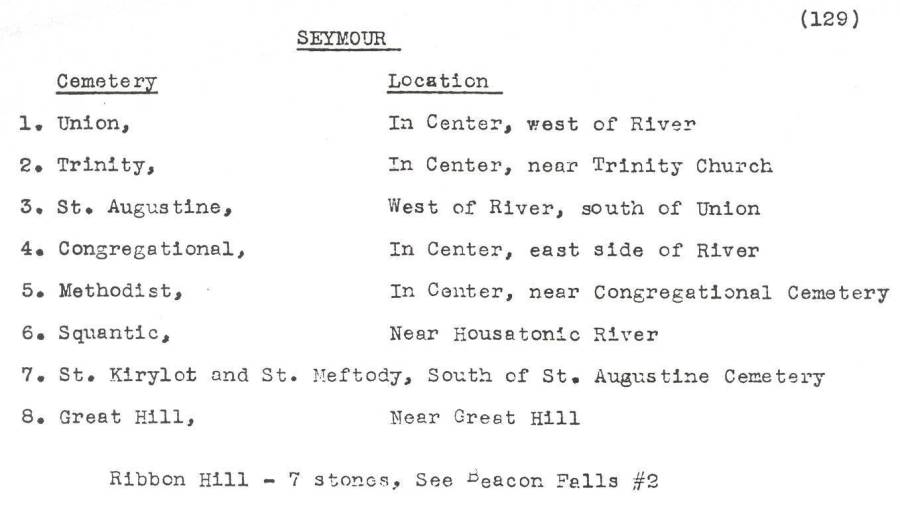 (129)
SEYMOUR
Cemetery Location
1. Union, In Center, west of River
2. Trinity, In Center, near Trinity Church
3. St. Augustine, West of River, south of Union
4. Congregational, In Center, east side of River
5. Methodist, In Center, near Congregational Cemetery
6. Squantic, Near Housatonic River
7. St. Kirylot and St. Meftody, South of St. Augustine Cemetery
8. Great Hill, Near Great Hill
Ribbon Hill - 7 stones, See Beacon Falls #2